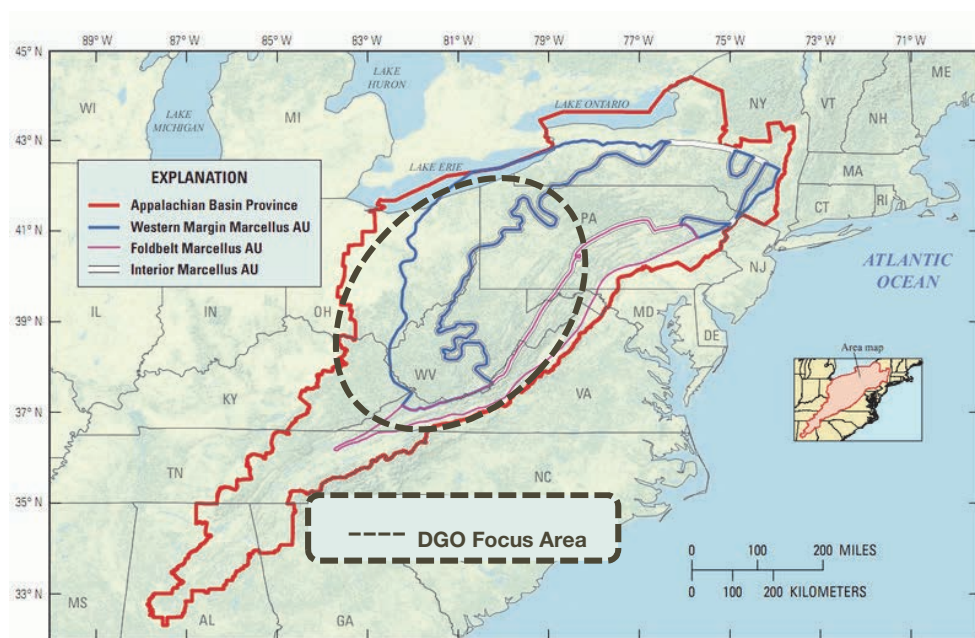 89° W 87° W 85° W 83° W 81° W 79° W 77° W 75° W 73° W 71° W
45° N
43° N
41° N
39° N
37° N
35° N
33° N
WI
LAKE
MICHIGAN
MI
LAKE
HURON
LAKE ONTARIO
LAKE ERIE
NY
VT
ME
NH
MA
CT
RI
EXPLANATION
Appalachian Basin Province
Western Margin Marcellus AU
Foldbelt Marcellus AU
Interior Marcellus AU
PA
NJ
ATLANTIC
OCEAN
IL
IN
OH
MD
DE
WV
VA
KY
Area map
TN
NC
DGO Focus Area
MS
AL
GA
0 100 200 MILES
0 100 200 KILOMETERS